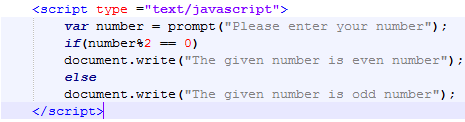 <script type ="text/javascript">
var number = prompt("Please enter your number");
if(number%2 == 0)
document.write("The given number is even number");
else
document.write("The given number is odd number");
</script>